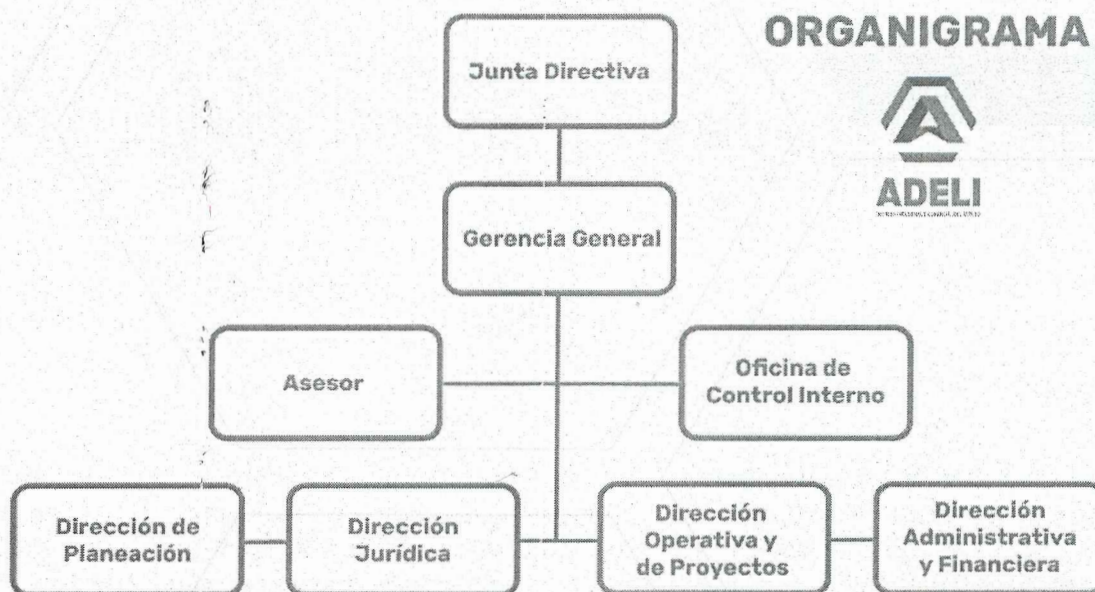 ORGANIGRAMA
ADELI
Junta Directiva
Gerencia General
Asesor
Oficina de
Control Interno
Dirección de
Planeación
Dirección
Jurídica
Dirección
Operativa y
de Proyectos
Dirección
Administrativa
y Financiera